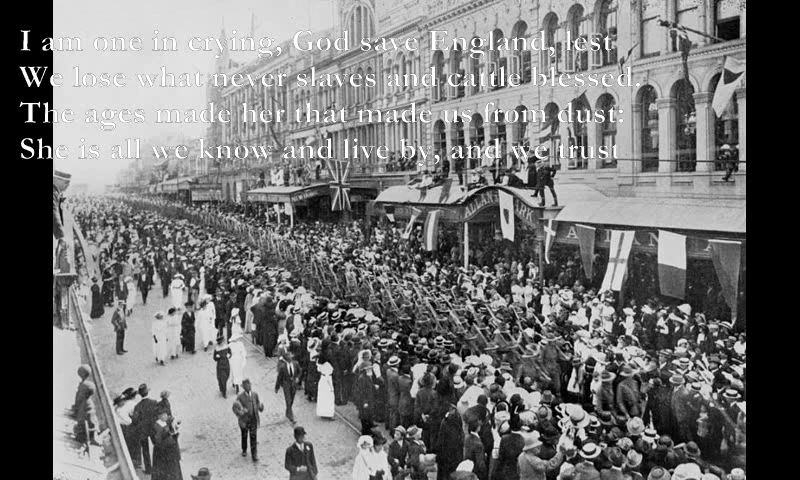 I am one in crying, God save England, lest
We lose what never slaves and cattle blessed.
The ages made her that made us from dust:
She is all we know and live by, and we trust